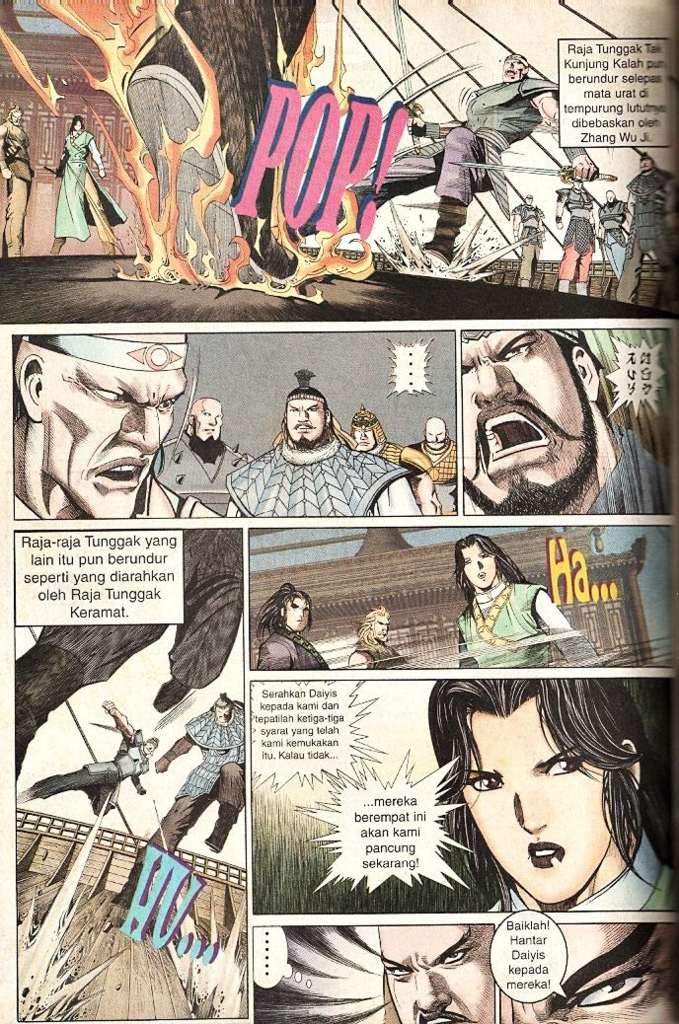 Raja Tunggak Tak
Kunjung Kalah pun
berundur selepas
mata urat di
tempurung lututnya
dibebaskan oleh
Zhang Wu Ji.
POP!
...
Raja-raja Tunggak yang
lain itu pun berundur
seperti yang diarahkan
oleh Raja Tunggak
Keramat.
Ha...
HU...
Serahkan Daiyis
kepada kami dan
tepatilah ketiga-tiga
syarat yang telah
kami kemukakan
itu. Kalau tidak...
...mereka
berempat ini
akan kami
pancung
sekarang!
....
Baiklah!
Hantar
Daiyis
kepada
mereka!